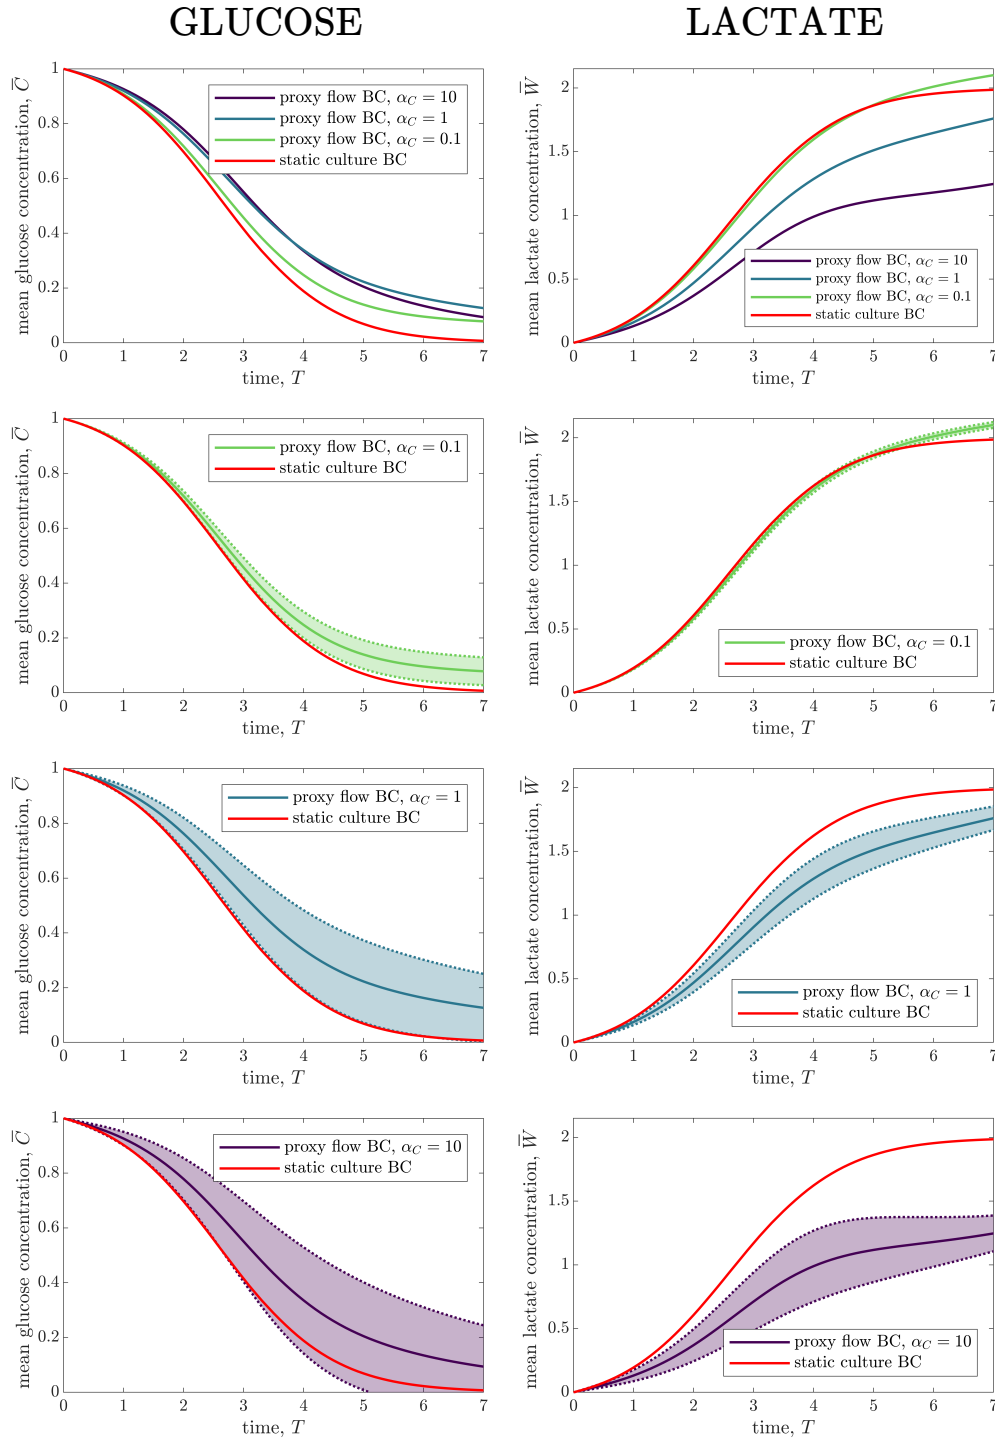 GLUCOSE
LACTATE
mean glucose concentration, C̅
1
0.8
0.6
0.4
0.2
0
proxy flow BC, α_C = 10
proxy flow BC, α_C = 1
proxy flow BC, α_C = 0.1
static culture BC
0 1 2 3 4 5 6 7
time, T
mean lactate concentration, W̅
2
1.5
1
0.5
0
proxy flow BC, α_C = 10
proxy flow BC, α_C = 1
proxy flow BC, α_C = 0.1
static culture BC
0 1 2 3 4 5 6 7
time, T
mean glucose concentration, C̅
1
0.8
0.6
0.4
0.2
0
proxy flow BC, α_C = 0.1
static culture BC
0 1 2 3 4 5 6 7
time, T
mean lactate concentration, W̅
2
1.5
1
0.5
0
proxy flow BC, α_C = 0.1
static culture BC
0 1 2 3 4 5 6 7
time, T
mean glucose concentration, C̅
1
0.8
0.6
0.4
0.2
0
proxy flow BC, α_C = 1
static culture BC
0 1 2 3 4 5 6 7
time, T
mean lactate concentration, W̅
2
1.5
1
0.5
0
proxy flow BC, α_C = 1
static culture BC
0 1 2 3 4 5 6 7
time, T
mean glucose concentration, C̅
1
0.8
0.6
0.4
0.2
0
proxy flow BC, α_C = 10
static culture BC
0 1 2 3 4 5 6 7
time, T
mean lactate concentration, W̅
2
1.5
1
0.5
0
proxy flow BC, α_C = 10
static culture BC
0 1 2 3 4 5 6 7
time, T